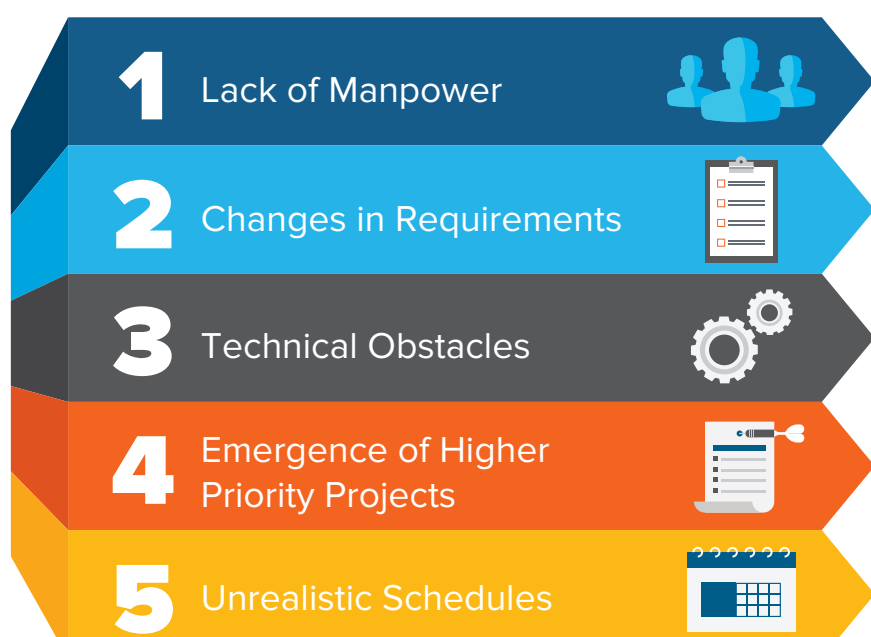 1 Lack of Manpower
2 Changes in Requirements
3 Technical Obstacles
4 Emergence of Higher
Priority Projects
5 Unrealistic Schedules